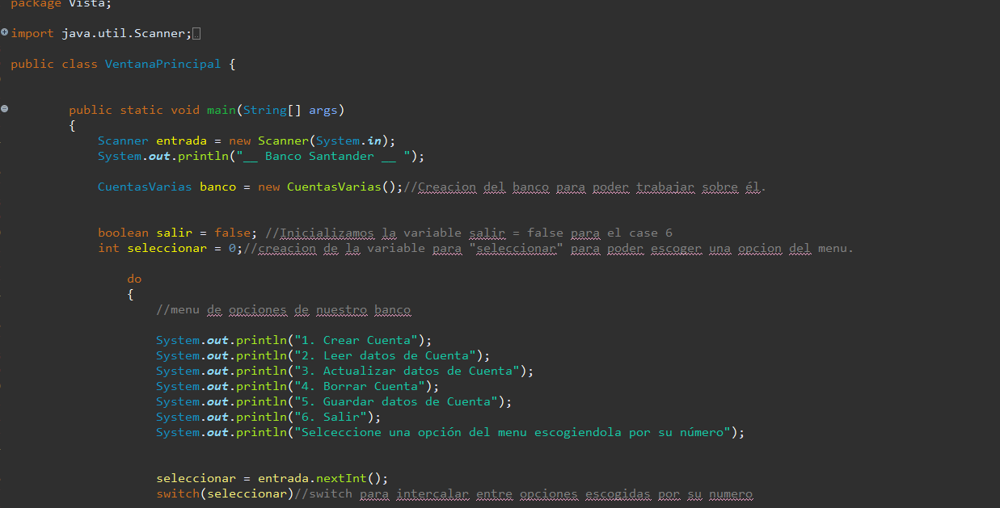 package Vista;
import java.util.Scanner;
public class VentanaPrincipal {
public static void main(String[] args)
{
Scanner entrada = new Scanner(System.in);
System.out.println("__ Banco Santander __ ");
CuentasVarias banco = new CuentasVarias();//Creacion del banco para poder trabajar sobre él.
boolean salir = false; //Inicializamos la variable salir = false para el case 6
int seleccionar = 0;//creacion de la variable para "seleccionar" para poder escoger una opcion del menu.
do
{
//menu de opciones de nuestro banco
System.out.println("1. Crear Cuenta");
System.out.println("2. Leer datos de Cuenta");
System.out.println("3. Actualizar datos de Cuenta");
System.out.println("4. Borrar Cuenta");
System.out.println("5. Guardar datos de Cuenta");
System.out.println("6. Salir");
System.out.println("Selceccione una opción del menu escogiendola por su número");
seleccionar = entrada.nextInt();
switch(seleccionar)//switch para intercalar entre opciones escogidas por su numero